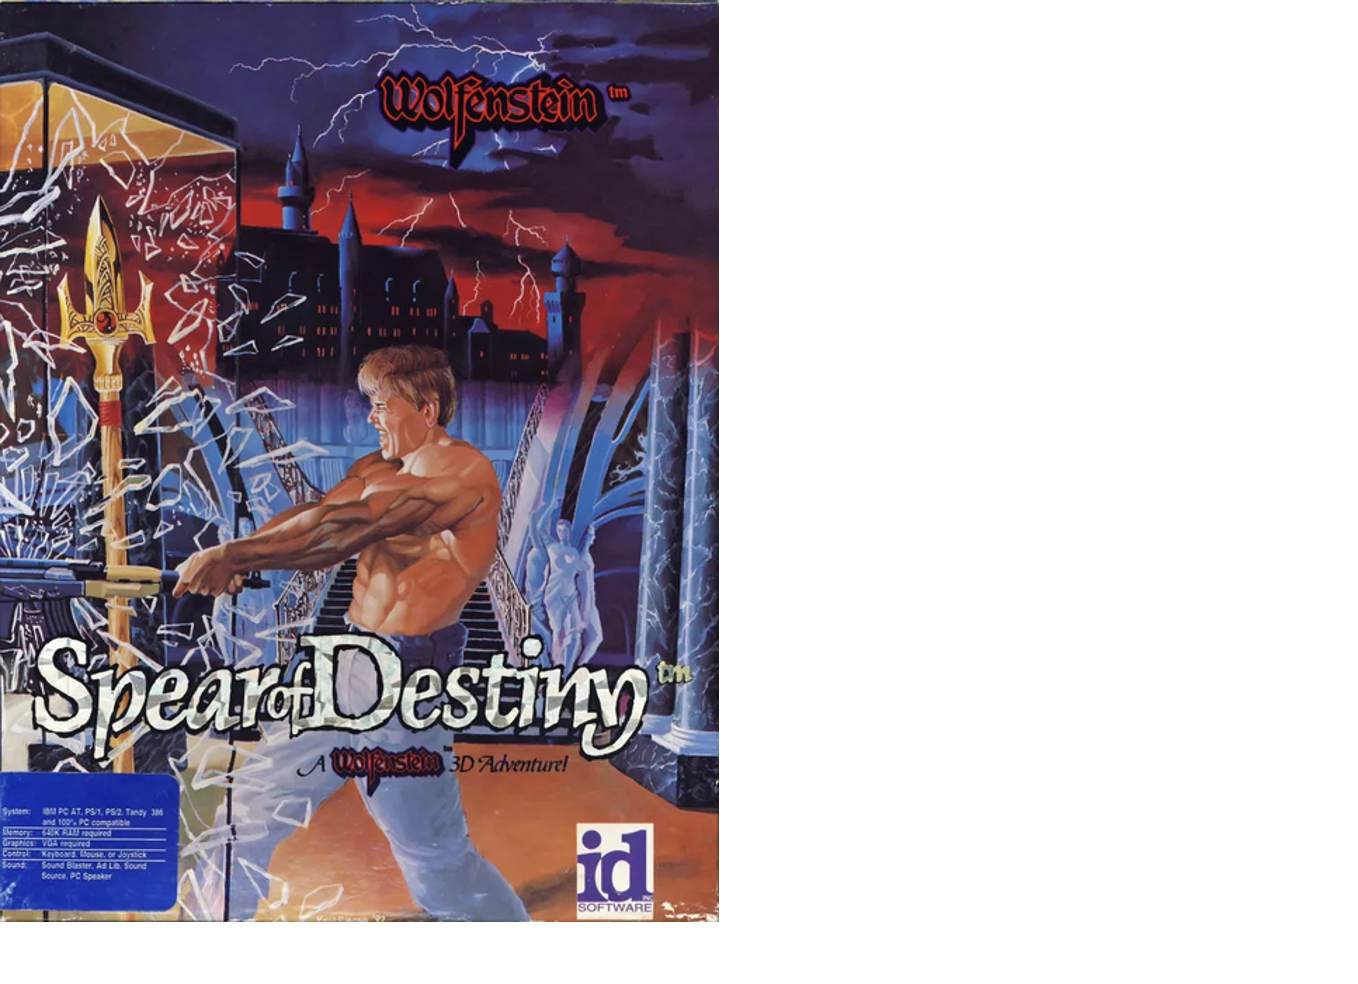 Wolfenstein tm
Spear of Destiny tm
A Wolfenstein tm 3D Adventure!
System: IBM PC AT, PS/1, PS/2, Tandy 386
and 100% PC compatible
Memory: 640K RAM required
Graphics: VGA required
Control: Keyboard, Mouse, or Joystick
Sound: Sound Blaster, Ad Lib, Sound
Source, PC Speaker
id
SOFTWARE